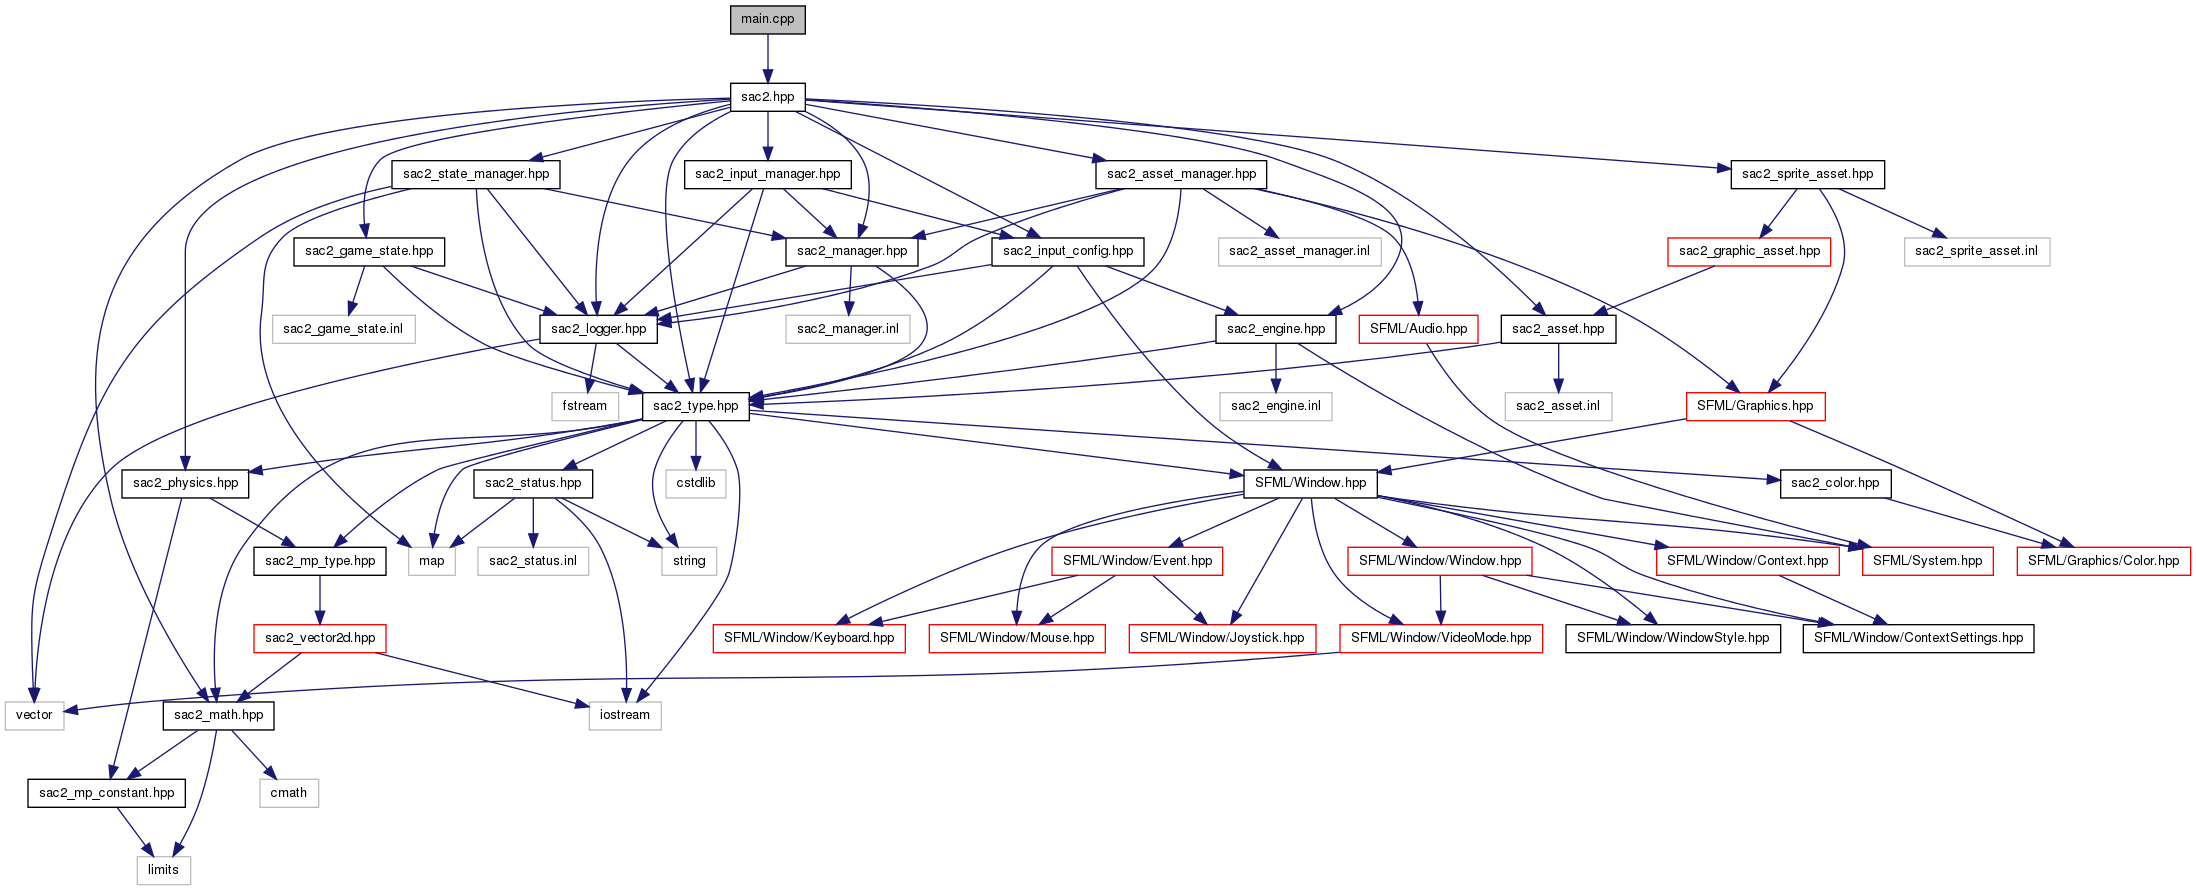 main.cpp
sac2.hpp
sac2_state_manager.hpp
sac2_input_manager.hpp
sac2_asset_manager.hpp
sac2_sprite_asset.hpp
sac2_game_state.hpp
sac2_manager.hpp
sac2_input_config.hpp
sac2_asset_manager.inl
sac2_graphic_asset.hpp
sac2_sprite_asset.inl
sac2_game_state.inl
sac2_logger.hpp
sac2_manager.inl
sac2_engine.hpp
SFML/Audio.hpp
sac2_asset.hpp
fstream
sac2_type.hpp
sac2_engine.inl
sac2_asset.inl
SFML/Graphics.hpp
sac2_physics.hpp
sac2_status.hpp
cstdlib
SFML/Window.hpp
sac2_color.hpp
sac2_mp_type.hpp
map
sac2_status.inl
string
SFML/Window/Event.hpp
SFML/Window/Window.hpp
SFML/Window/Context.hpp
SFML/System.hpp
SFML/Graphics/Color.hpp
sac2_vector2d.hpp
SFML/Window/Keyboard.hpp
SFML/Window/Mouse.hpp
SFML/Window/Joystick.hpp
SFML/Window/VideoMode.hpp
SFML/Window/WindowStyle.hpp
SFML/Window/ContextSettings.hpp
vector
sac2_math.hpp
iostream
sac2_mp_constant.hpp
cmath
limits